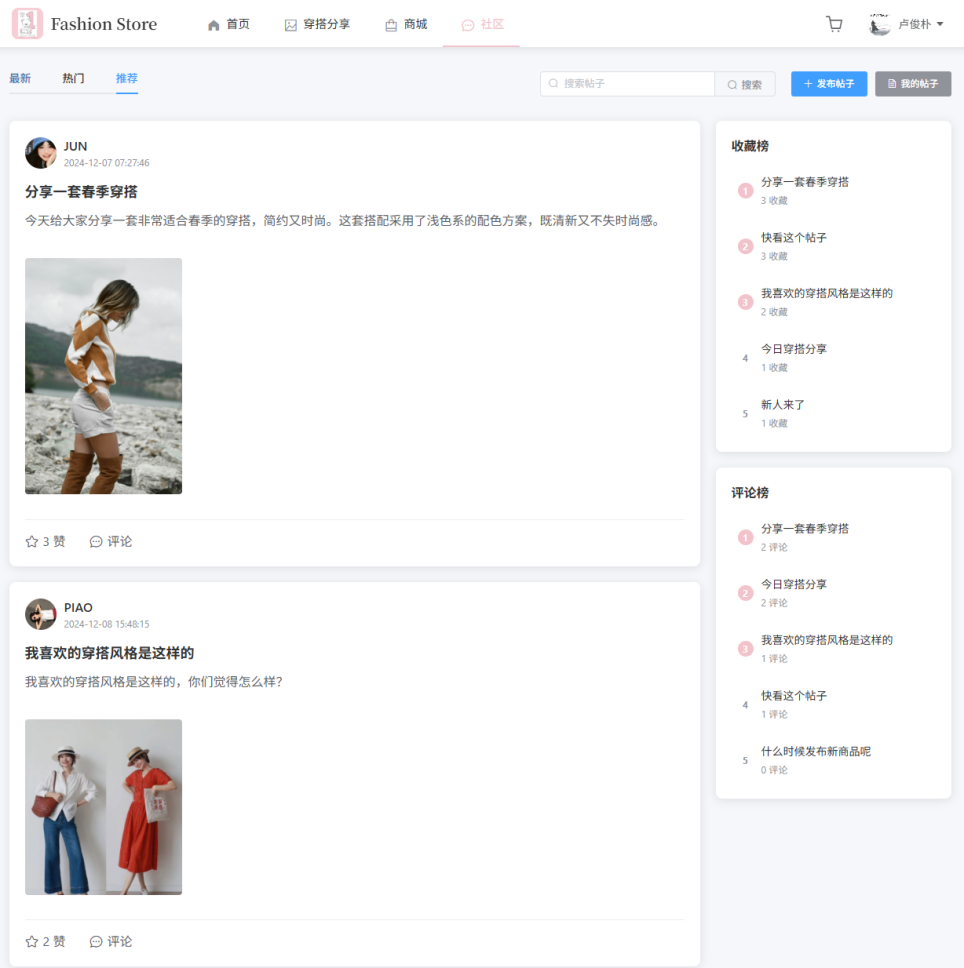 Fashion Store
首页
穿搭分享
商城
社区
卢俊朴
最新
热门
推荐
搜索帖子
搜索
发布帖子
我的帖子
JUN
2024-12-07 07:27:46
分享一套春季穿搭
今天给大家分享一套非常适合春季的穿搭，简约又时尚。这套搭配采用了浅色系的配色方案，既清新又不失时尚感。
3 赞
评论
PIAO
2024-12-08 15:48:15
我喜欢的穿搭风格是这样的
我喜欢的穿搭风格是这样的，你们觉得怎么样?
2 赞
评论
收藏榜
1
分享一套春季穿搭
3 收藏
2
快看这个帖子
3 收藏
3
我喜欢的穿搭风格是这样的
2 收藏
4
今日穿搭分享
1 收藏
5
新人来了
1 收藏
评论榜
1
分享一套春季穿搭
2 评论
2
今日穿搭分享
2 评论
3
我喜欢的穿搭风格是这样的
1 评论
4
快看这个帖子
1 评论
5
什么时候发布新商品呢
0 评论